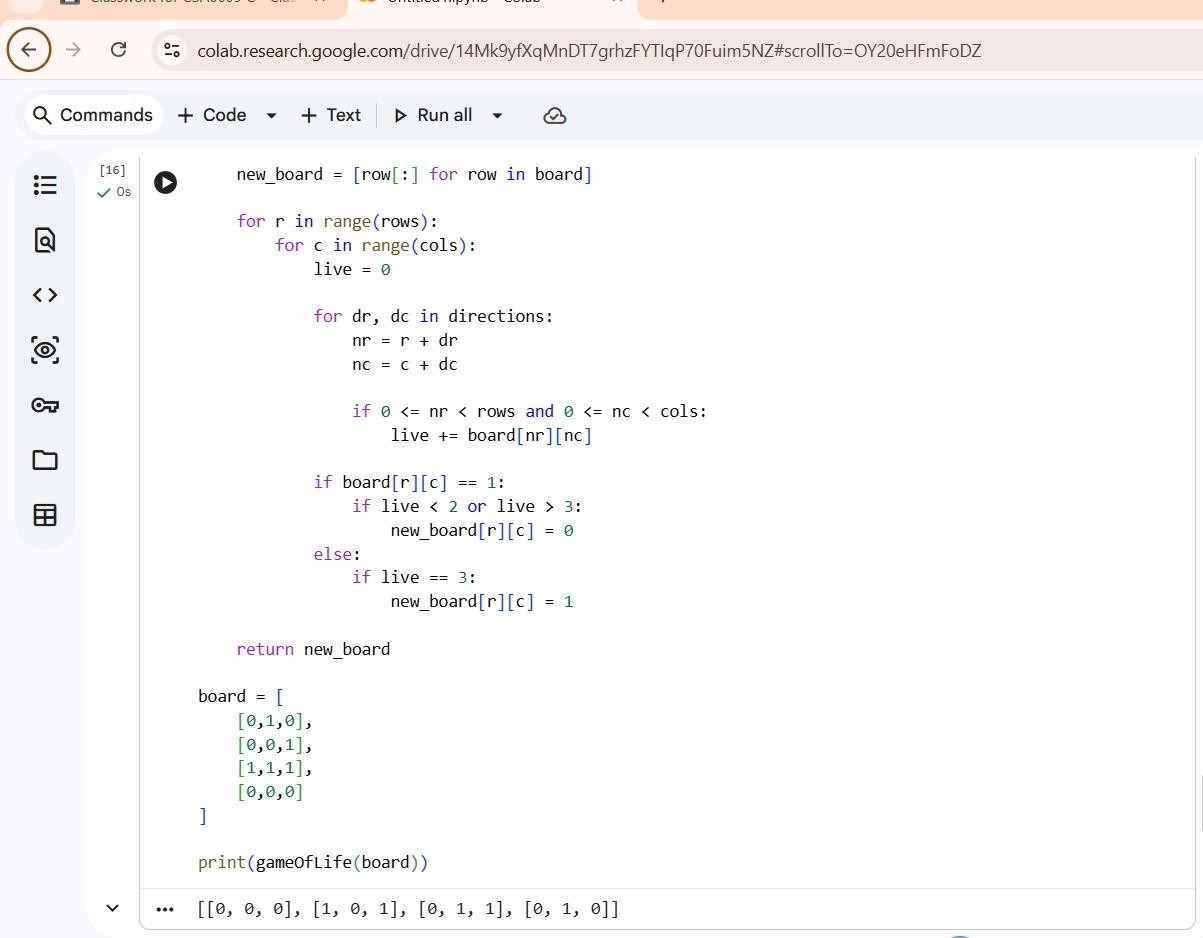 colab.research.google.com/drive/14Mk9yfXqMnDT7grhzFYTIqP70Fuim5NZ#scrollTo=OY20eHFmFoDZ
Commands + Code + Text Run all
[16]
0s
new_board = [row[:] for row in board]
for r in range(rows):
for c in range(cols):
live = 0
for dr, dc in directions:
nr = r + dr
nc = c + dc
if 0 <= nr < rows and 0 <= nc < cols:
live += board[nr][nc]
if board[r][c] == 1:
if live < 2 or live > 3:
new_board[r][c] = 0
else:
if live == 3:
new_board[r][c] = 1
return new_board
board = [
[0,1,0],
[0,0,1],
[1,1,1],
[0,0,0]
]
print(gameOfLife(board))
[[0, 0, 0], [1, 0, 1], [0, 1, 1], [0, 1, 0]]